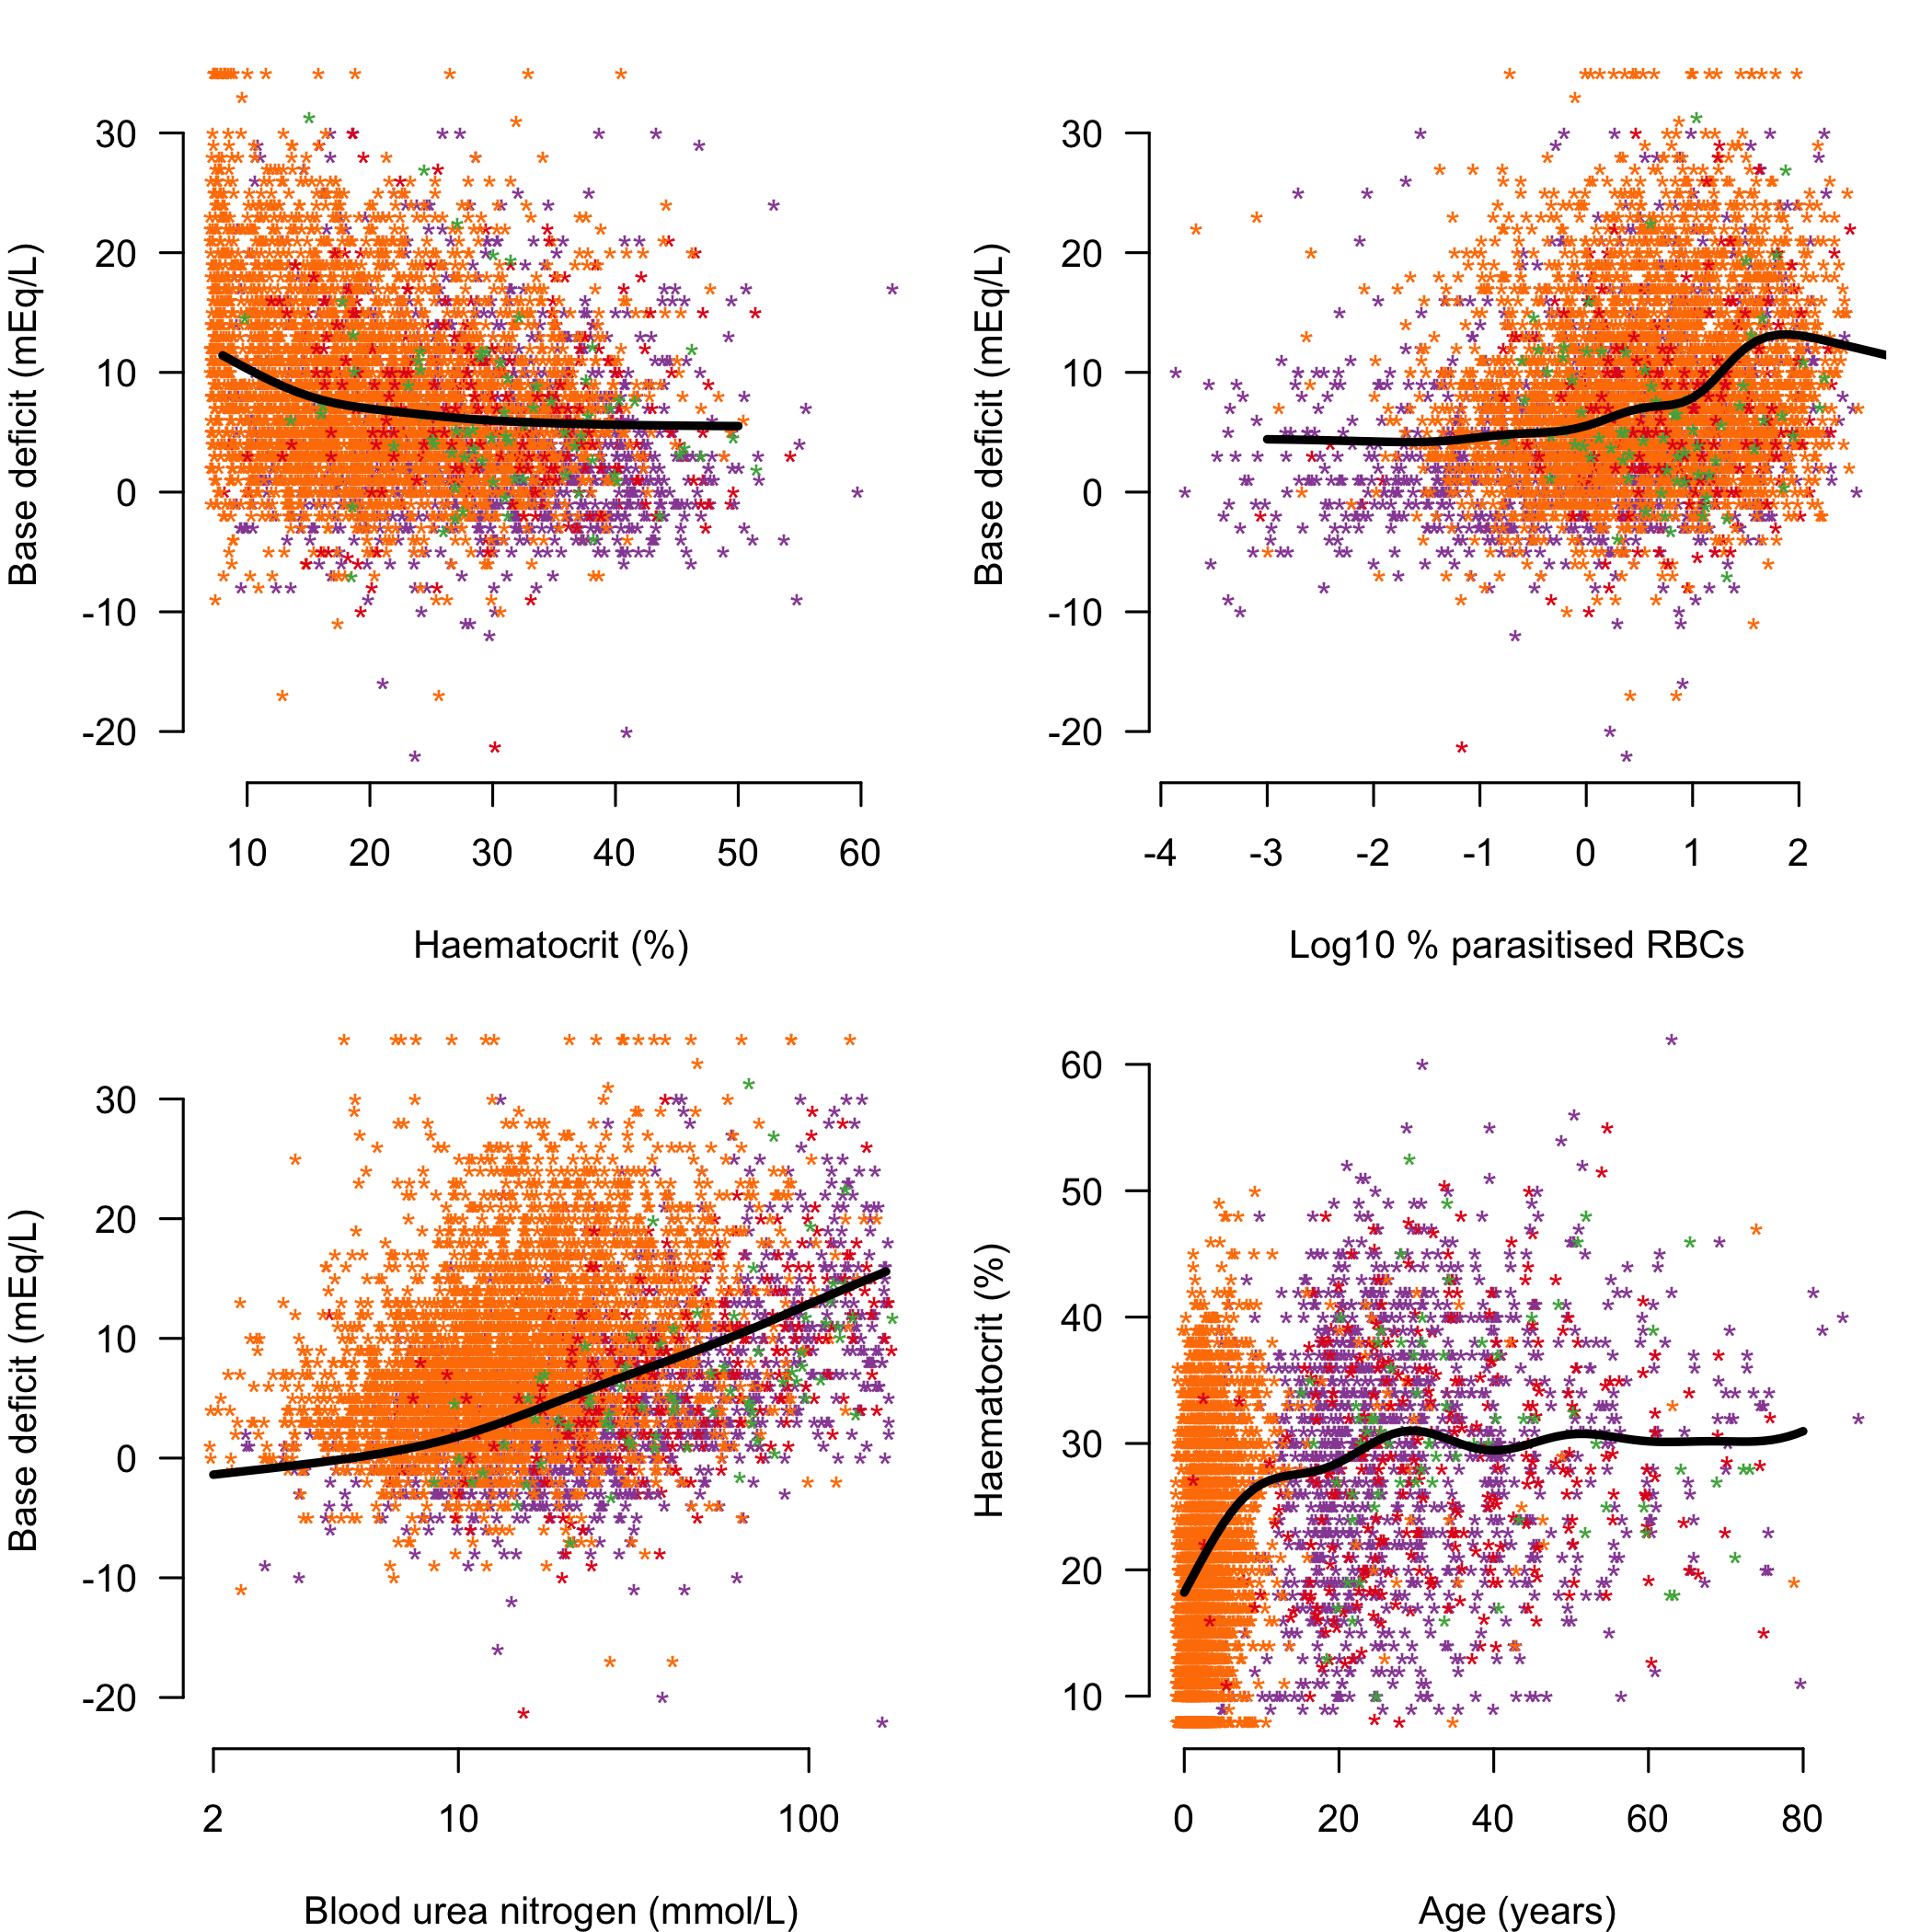 30
20
10
0
-10
-20
Base deficit (mEq/L)
10 20 30 40 50 60
Haematocrit (%)
30
20
10
0
-10
-20
Base deficit (mEq/L)
-4 -3 -2 -1 0 1 2
Log10 % parasitised RBCs
30
20
10
0
-10
-20
Base deficit (mEq/L)
2 10 100
Blood urea nitrogen (mmol/L)
60
50
40
30
20
10
Haematocrit (%)
0 20 40 60 80
Age (years)